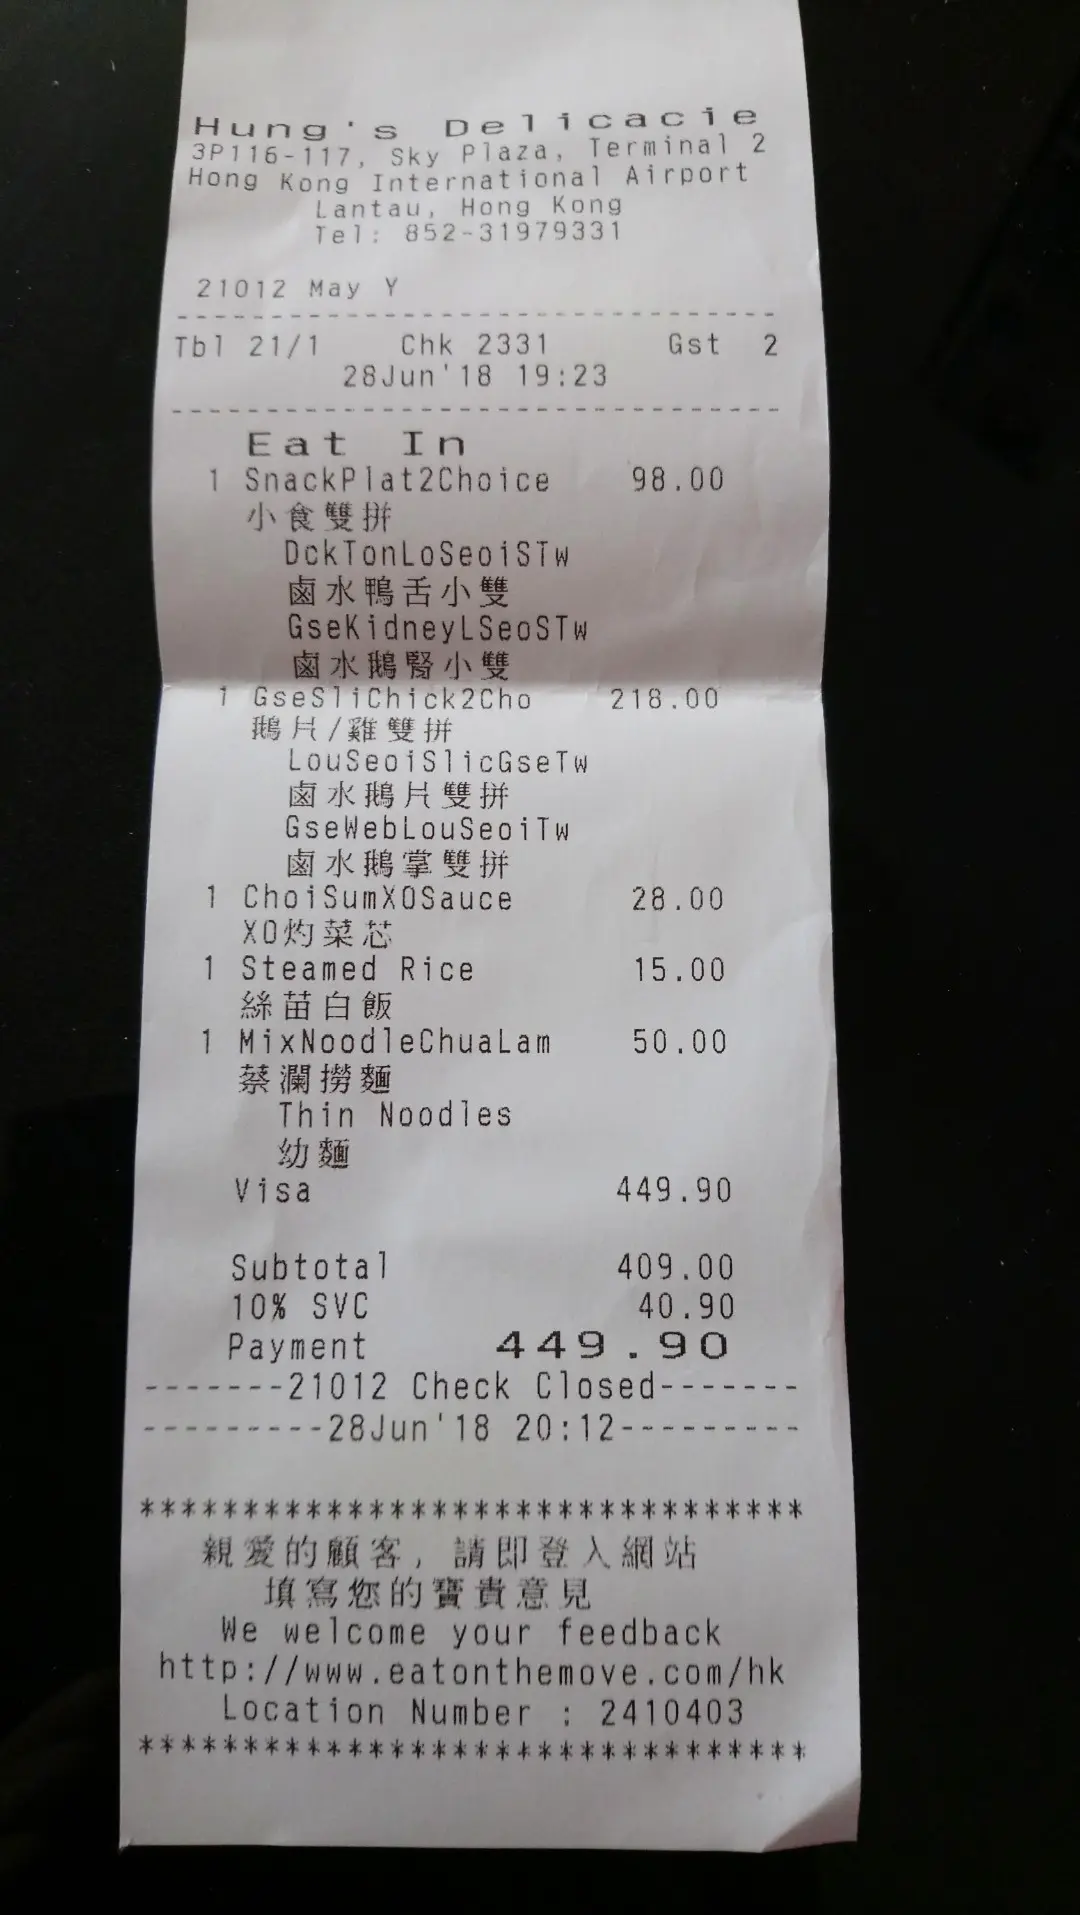 Hung's Delicacie
3P116-117, Sky Plaza, Terminal 2
Hong Kong International Airport
Lantau, Hong Kong
Tel: 852-31979331
21012 May Y
--------------------------------
Tbl 21/1 Chk 2331 Gst 2
28Jun'18 19:23
--------------------------------
Eat In
1 SnackPlat2Choice 98.00
小食雙拼
DckTonLoSeoiSTw
鹵水鴨舌小雙
GseKidneyLSeoSTw
鹵水鵝腎小雙
1 GseSliChick2Cho 218.00
鵝片/雞雙拼
LouSeoiSlicGseTw
鹵水鵝片雙拼
GseWebLouSeoiTw
鹵水鵝掌雙拼
1 ChoiSumXOSauce 28.00
XO灼菜芯
1 Steamed Rice 15.00
絲苗白飯
1 MixNoodleChuaLam 50.00
蔡瀾撈麵
Thin Noodles
幼麵
Visa 449.90
Subtotal 409.00
10% SVC 40.90
Payment 449.90
-------21012 Check Closed-------
---------28Jun'18 20:12---------
********************************
親愛的顧客, 請即登入網站
填寫您的寶貴意見
We welcome your feedback
http://www.eatonthemove.com/hk
Location Number : 2410403
********************************